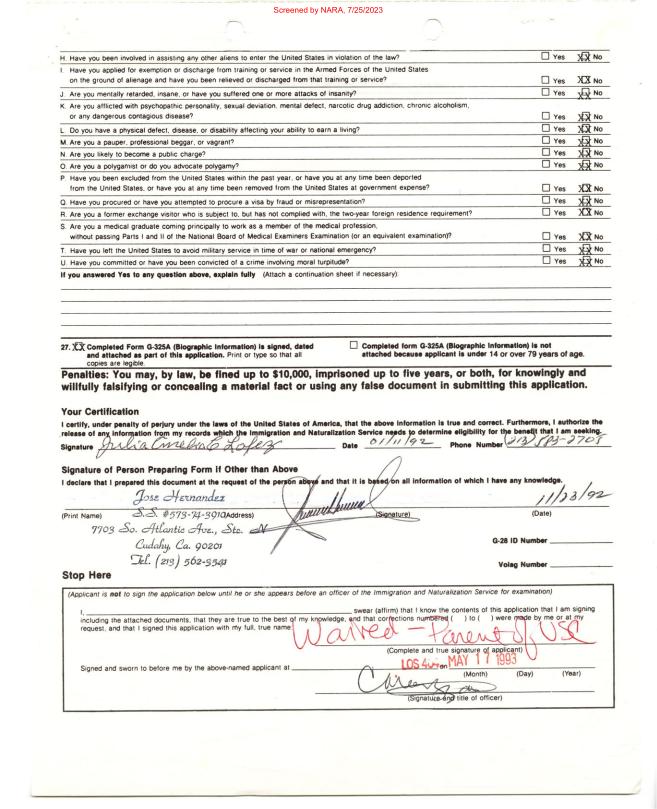 Screened by NARA, 7/25/2023
H. Have you been involved in assisting any other aliens to enter the United States in violation of the law? ☐ Yes ☒ No
I. Have you applied for exemption or discharge from training or service in the Armed Forces of the United States
on the ground of alienage and have you been relieved or discharged from that training or service? ☐ Yes ☒ No
J. Are you mentally retarded, insane, or have you suffered one or more attacks of insanity? ☐ Yes ☒ No
K. Are you afflicted with psychopathic personality, sexual deviation, mental defect, narcotic drug addiction, chronic alcoholism,
or any dangerous contagious disease? ☐ Yes ☒ No
L. Do you have a physical defect, disease, or disability affecting your ability to earn a living? ☐ Yes ☒ No
M. Are you a pauper, professional beggar, or vagrant? ☐ Yes ☒ No
N. Are you likely to become a public charge? ☐ Yes ☒ No
O. Are you a polygamist or do you advocate polygamy? ☐ Yes ☒ No
P. Have you been excluded from the United States within the past year, or have you at any time been deported
from the United States, or have you at any time been removed from the United States at government expense? ☐ Yes ☒ No
Q. Have you procured or have you attempted to procure a visa by fraud or misrepresentation? ☐ Yes ☒ No
R. Are you a former exchange visitor who is subject to, but has not complied with, the two-year foreign residence requirement? ☐ Yes ☒ No
S. Are you a medical graduate coming principally to work as a member of the medical profession,
without passing Parts I and II of the National Board of Medical Examiners Examination (or an equivalent examination)? ☐ Yes ☒ No
T. Have you left the United States to avoid military service in time of war or national emergency? ☐ Yes ☒ No
U. Have you committed or have you been convicted of a crime involving moral turpitude? ☐ Yes ☒ No
If you answered Yes to any question above, explain fully (Attach a continuation sheet if necessary):
27. ☒ Completed Form G-325A (Biographic Information) is signed, dated
and attached as part of this application. Print or type so that all
copies are legible.
☐ Completed form G-325A (Biographic Information) is not
attached because applicant is under 14 or over 79 years of age.
Penalties: You may, by law, be fined up to $10,000, imprisoned up to five years, or both, for knowingly and
willfully falsifying or concealing a material fact or using any false document in submitting this application.
Your Certification
I certify, under penalty of perjury under the laws of the United States of America, that the above information is true and correct. Furthermore, I authorize the
release of any information from my records which the Immigration and Naturalization Service needs to determine eligibility for the benefit that I am seeking.
Signature Julia Amelia E Lopez Date 01/11/92 Phone Number (213)
Signature of Person Preparing Form if Other than Above
I declare that I prepared this document at the request of the person above and that it is based on all information of which I have any knowledge.
Jose Hernandez 11/23/92
(Print Name) S.S. #573-74-3910 (Address) (Signature) (Date)
7703 So. Atlantic Ave., Ste. N
Cudahy, Ca. 90201
Tel. (213) 562-3341
G-28 ID Number
Volag Number
Stop Here
(Applicant is not to sign the application below until he or she appears before an officer of the Immigration and Naturalization Service for examination)
I, swear (affirm) that I know the contents of this application that I am signing
including the attached documents, that they are true to the best of my knowledge, and that corrections numbered ( ) to ( ) were made by me or at my
request, and that I signed this application with my full, true name:
Waived - Parent of USC
(Complete and true signature of applicant)
Signed and sworn to before me by the above-named applicant at LOS on MAY 17 1993
(Month) (Day) (Year)
(Signature and title of officer)